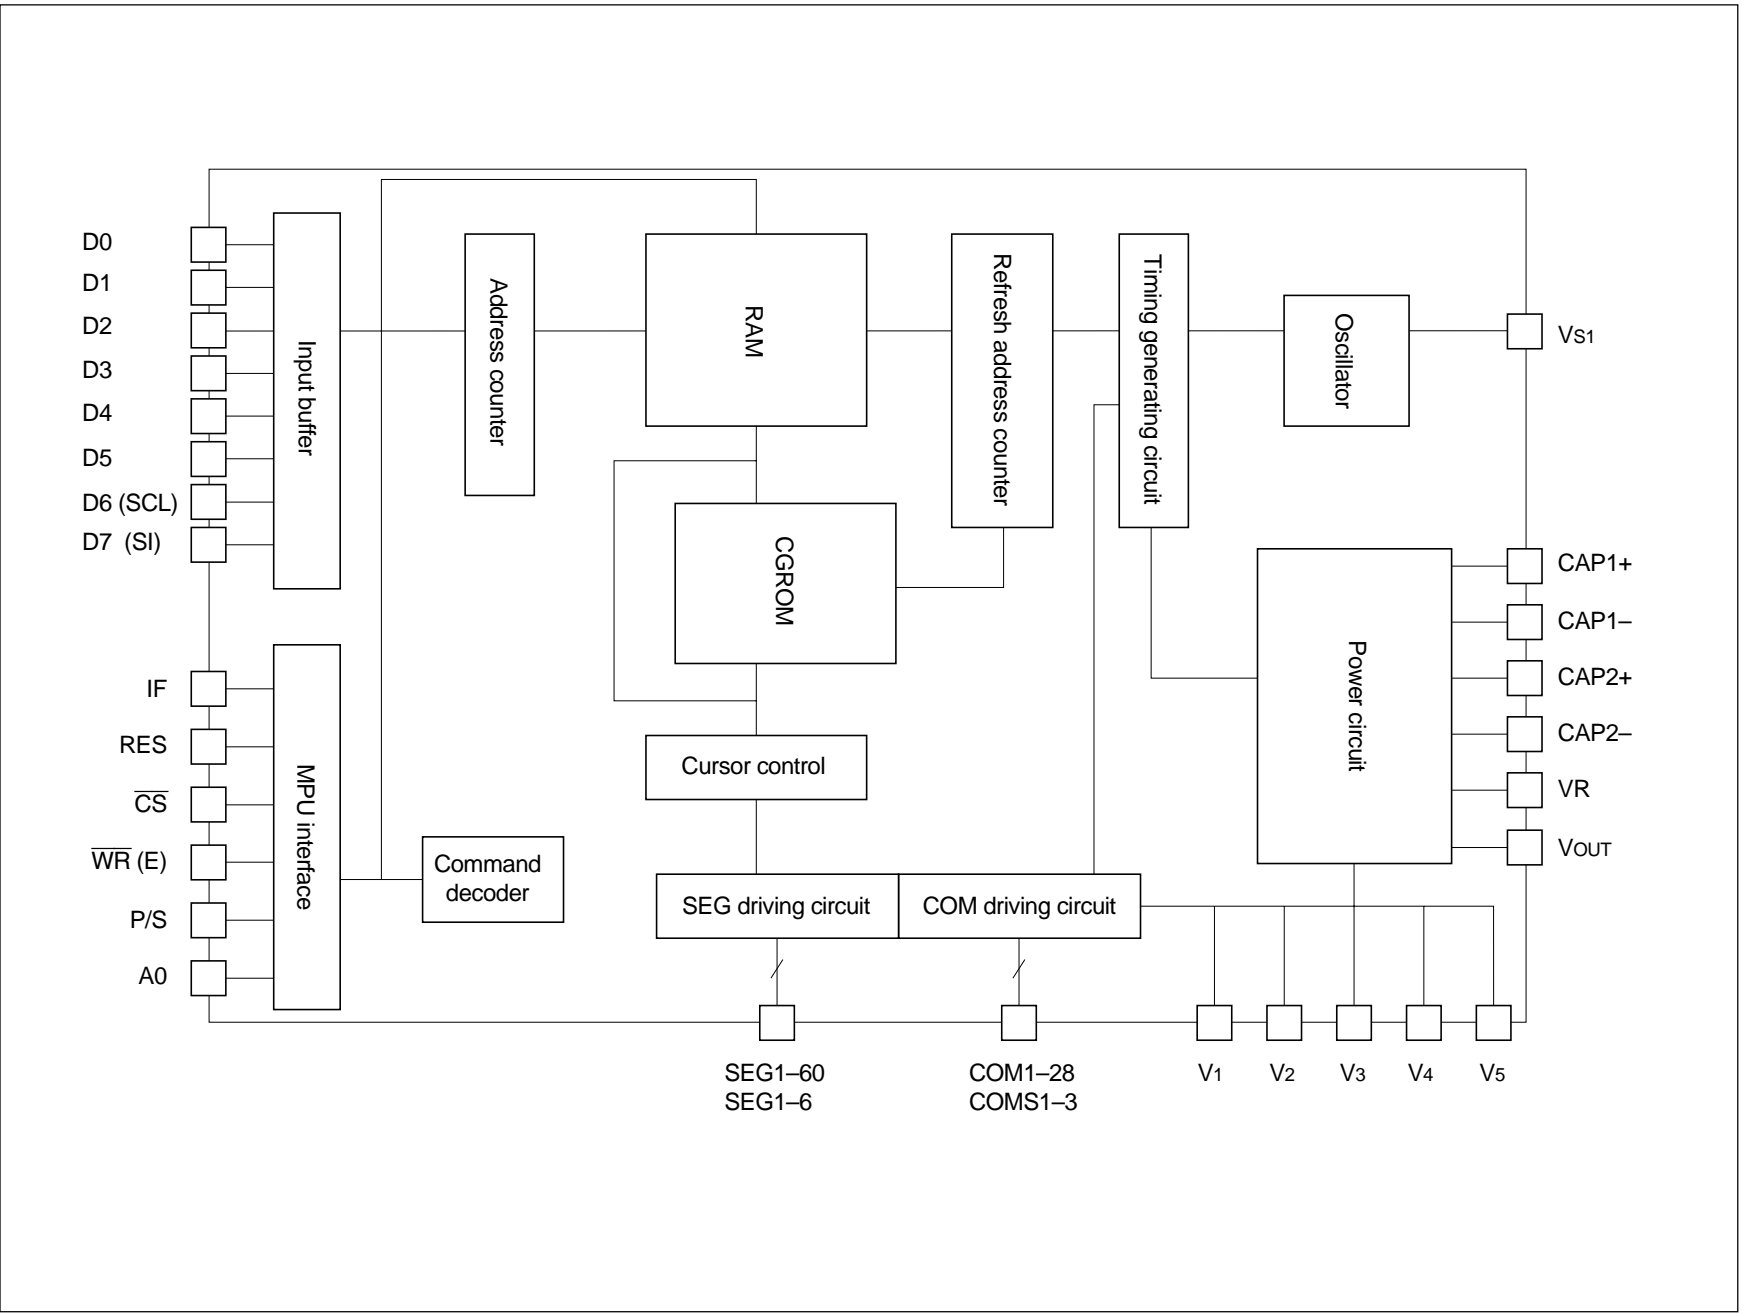 D0
D1
D2
D3
D4
D5
D6 (SCL)
D7 (SI)
IF
RES
C̅S̅
W̅R̅ (E)
P/S
A0
Input buffer
MPU interface
Address counter
Command
decoder
RAM
CGROM
Cursor control
SEG driving circuit
COM driving circuit
Refresh address counter
Timing generating circuit
Oscillator
Power circuit
VS1
CAP1+
CAP1–
CAP2+
CAP2–
VR
VOUT
SEG1–60
SEG1–6
COM1–28
COMS1–3
V1
V2
V3
V4
V5